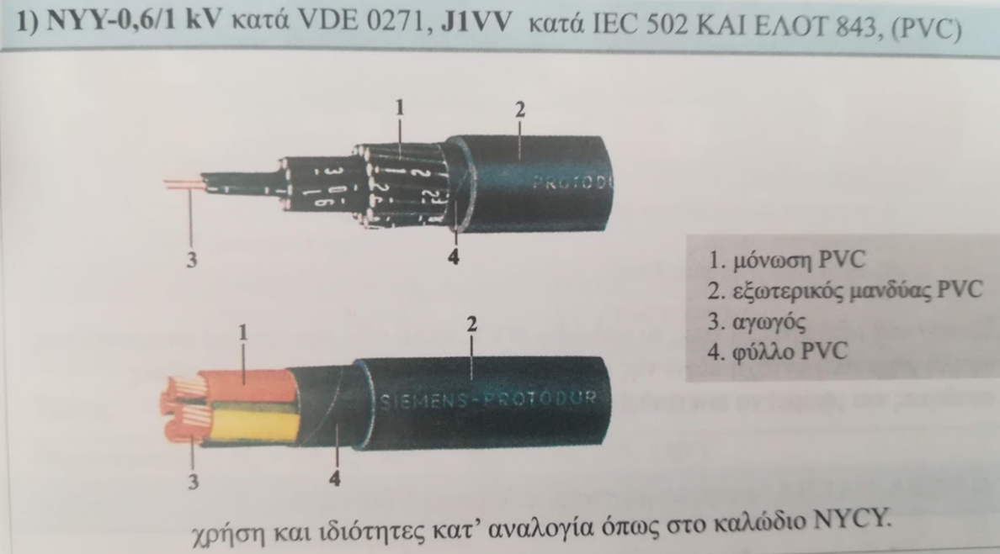 1) NYY-0,6/1 kV κατά VDE 0271, J1VV κατά IEC 502 ΚΑΙ ΕΛΟΤ 843, (PVC)
1
2
PROTODU
3
4
1. μόνωση PVC
2. εξωτερικός μανδύας PVC
3. αγωγός
4. φύλλο PVC
1
2
SIEMENS-PROTODUR
3
4
χρήση και ιδιότητες κατ’ αναλογία όπως στο καλώδιο NYCY.